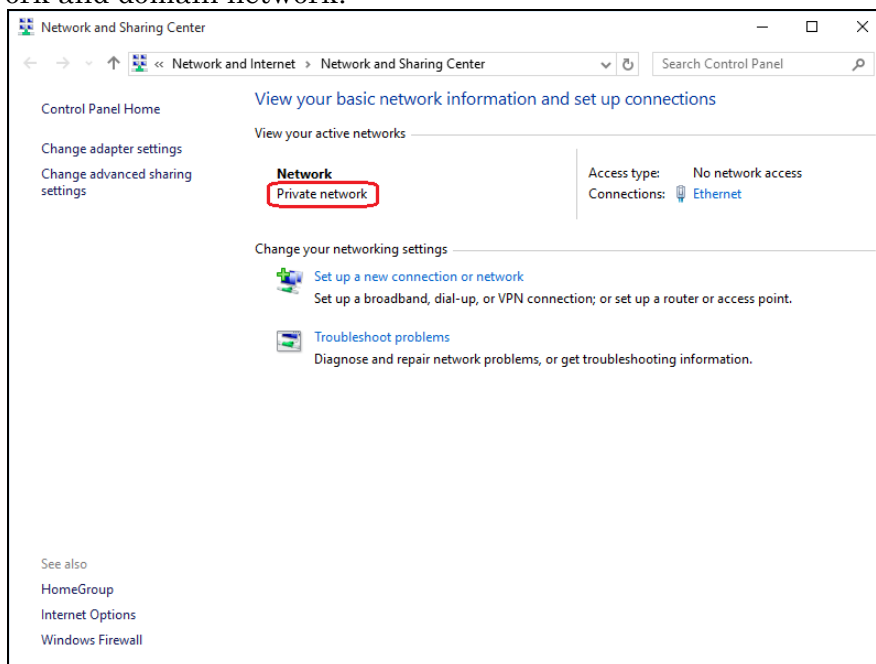 ork and domain network.
Network and Sharing Center
« Network and Internet › Network and Sharing Center
Search Control Panel
Control Panel Home
Change adapter settings
Change advanced sharing
settings
View your basic network information and set up connections
View your active networks
Network
Private network
Access type: No network access
Connections: Ethernet
Change your networking settings
Set up a new connection or network
Set up a broadband, dial-up, or VPN connection; or set up a router or access point.
Troubleshoot problems
Diagnose and repair network problems, or get troubleshooting information.
See also
HomeGroup
Internet Options
Windows Firewall